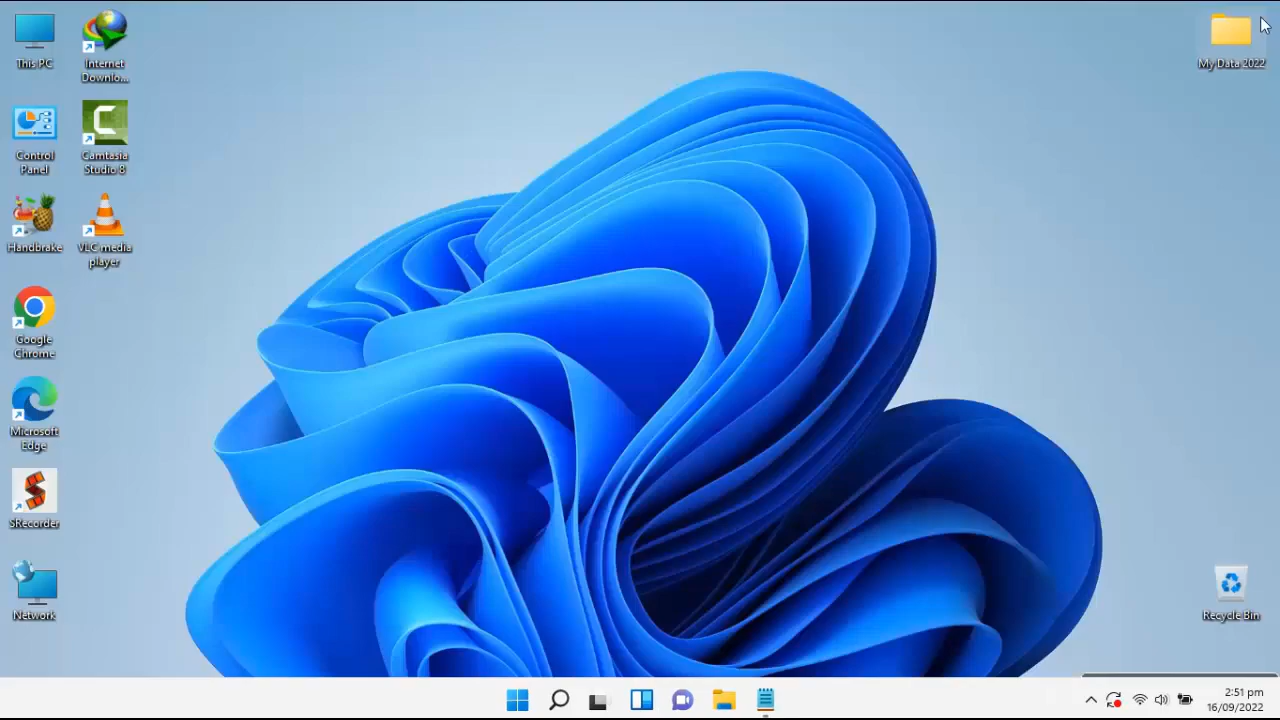 This PC
Internet
Downlo...
My Data 2022
Control
Panel
Camtasia
Studio 8
Handbrake
VLC media
player
Google
Chrome
Microsoft
Edge
SRecorder
Network
Recycle Bin
2:51 pm
16/09/2022